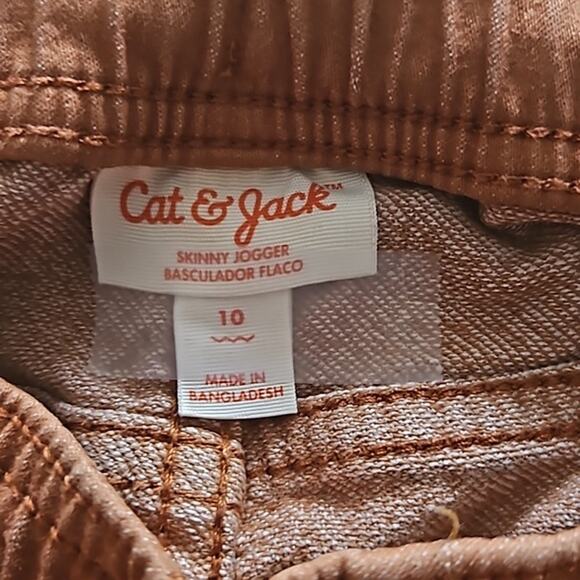 Cat & Jack™
SKINNY JOGGER
BASCULADOR FLACO
10
MADE IN
BANGLADESH